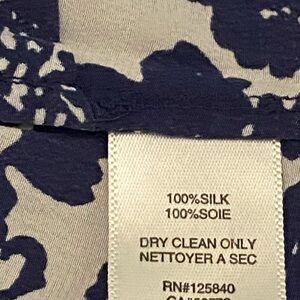 100%SILK
100%SOIE
DRY CLEAN ONLY
NETTOYER A SEC
RN#125840